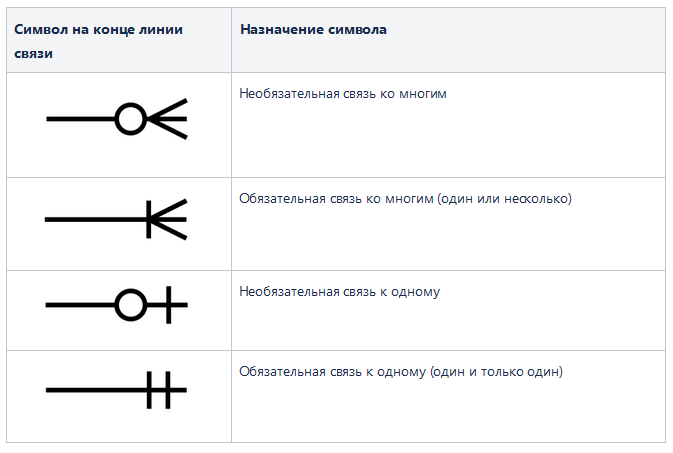 Символ на конце линии
связи
Назначение символа
Необязательная связь ко многим
Обязательная связь ко многим (один или несколько)
Необязательная связь к одному
Обязательная связь к одному (один и только один)